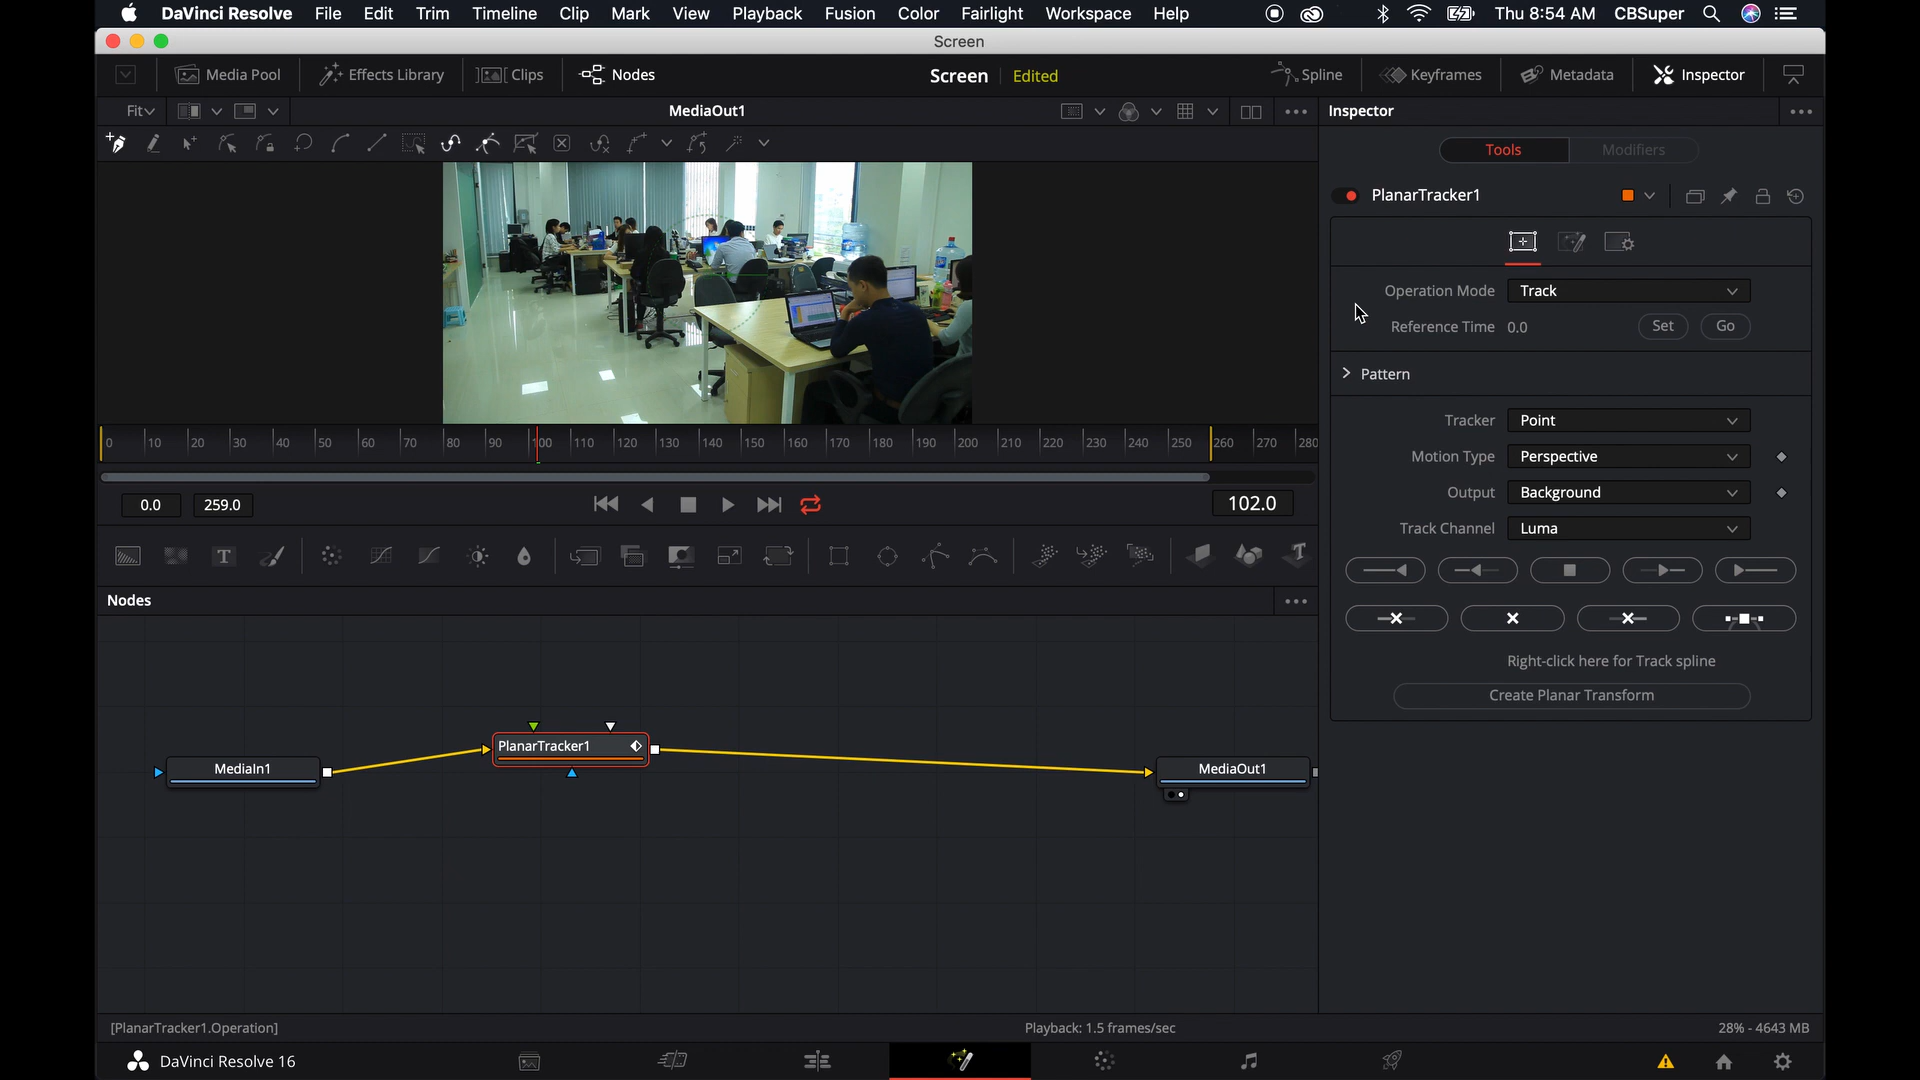 DaVinci Resolve File Edit Trim Timeline Clip Mark View Playback Fusion Color Fairlight Workspace Help Thu 8:54 AM CBSuper
Screen
Media Pool Effects Library Clips Nodes Screen Edited Spline Keyframes Metadata Inspector
Fit MediaOut1 Inspector
Tools Modifiers
PlanarTracker1
Operation Mode Track
Reference Time 0.0 Set Go
Pattern
Tracker Point
Motion Type Perspective
Output Background
Track Channel Luma
Right-click here for Track spline
Create Planar Transform
0 10 20 30 40 50 60 70 80 90 100 110 120 130 140 150 160 170 180 190 200 210 220 230 240 250 260 270 280
0.0 259.0 102.0
T T
Nodes
PlanarTracker1
MediaIn1 MediaOut1
[PlanarTracker1.Operation] Playback: 1.5 frames/sec 28% - 4643 MB
DaVinci Resolve 16